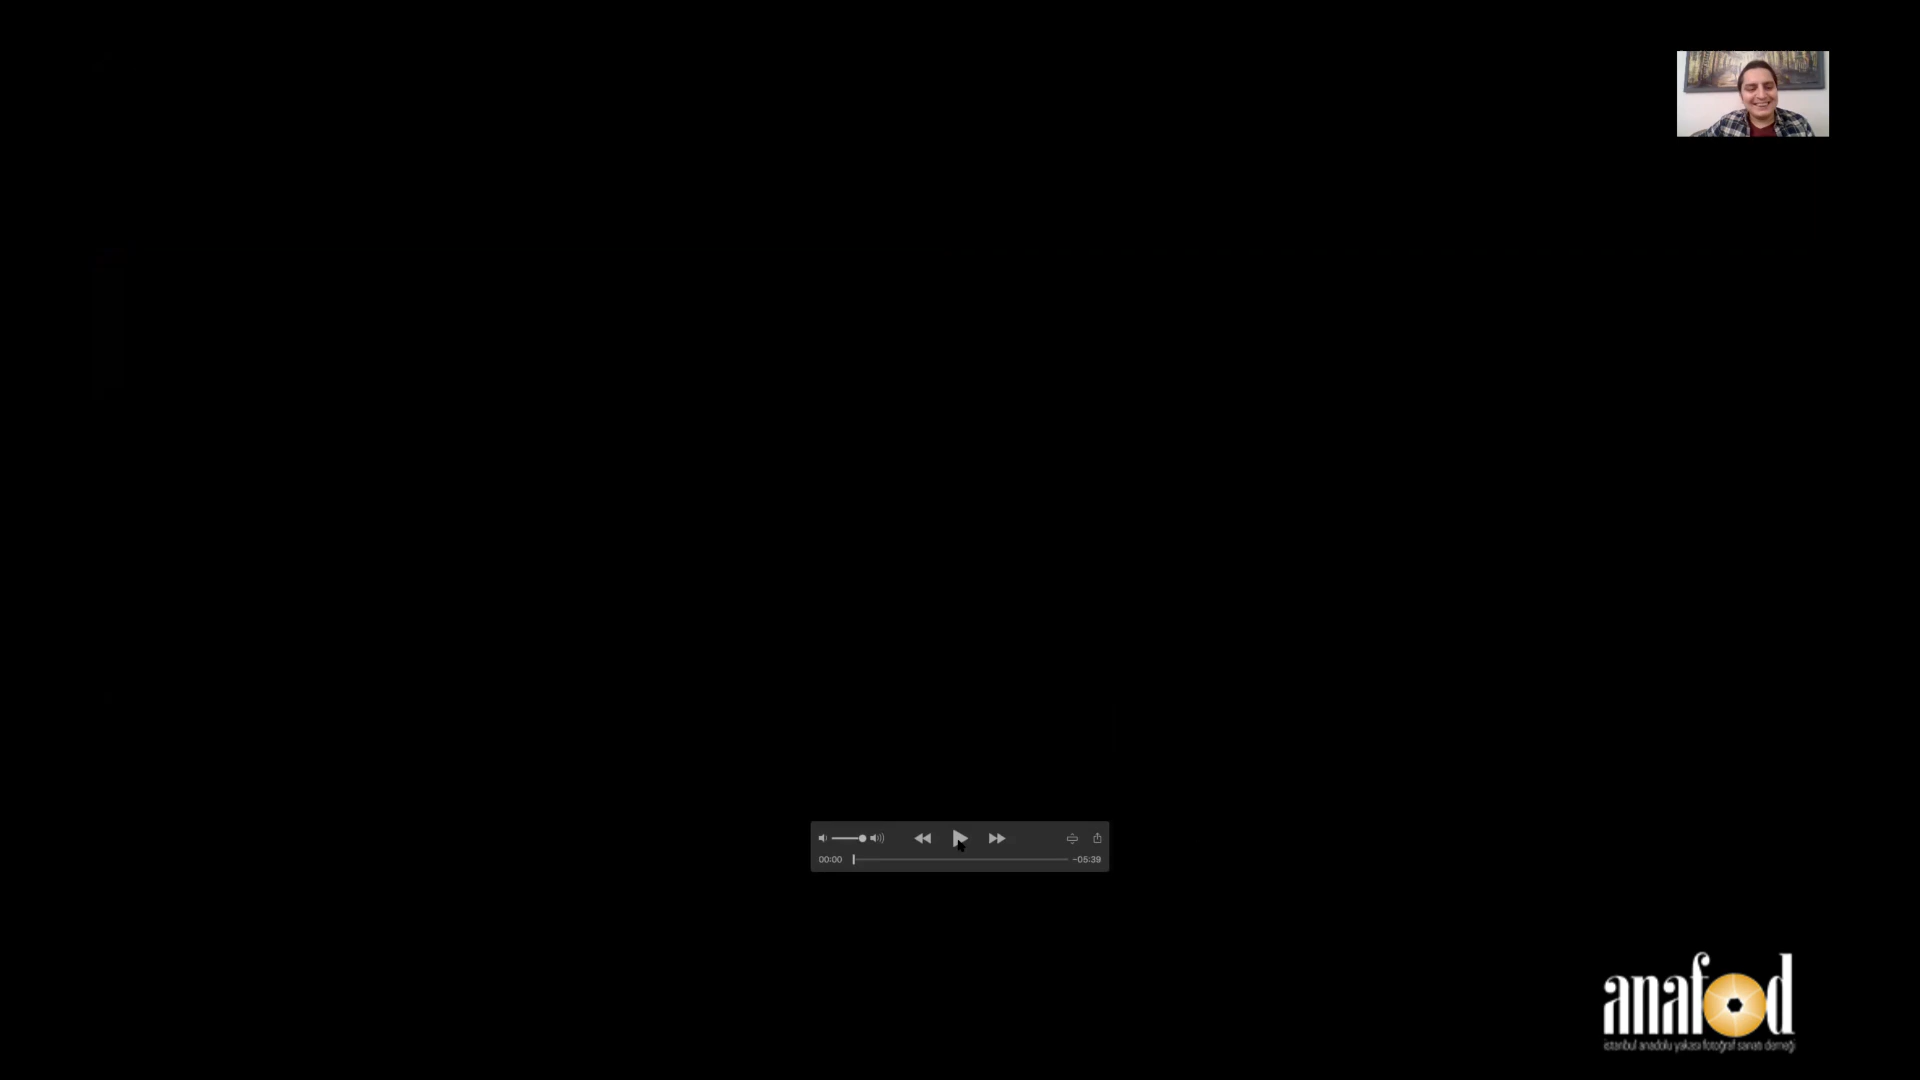 00:00
-05:39
anafod
istanbul anadolu yakası fotoğraf sanatı derneği